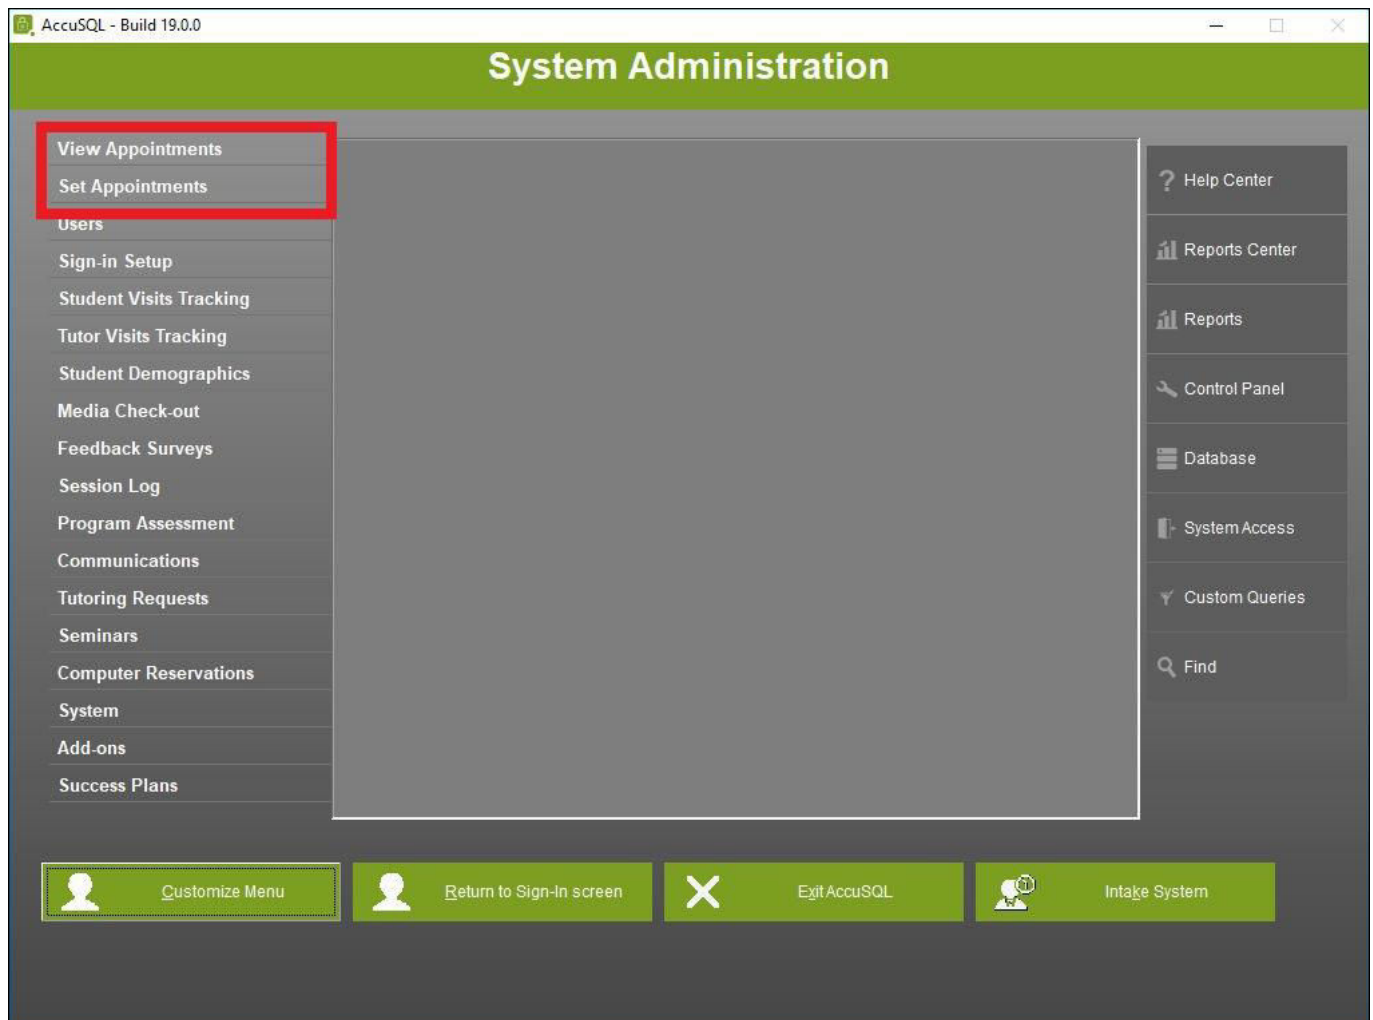 AccuSQL - Build 19.0.0
System Administration
View Appointments
Set Appointments
Users
Sign-in Setup
Student Visits Tracking
Tutor Visits Tracking
Student Demographics
Media Check-out
Feedback Surveys
Session Log
Program Assessment
Communications
Tutoring Requests
Seminars
Computer Reservations
System
Add-ons
Success Plans
? Help Center
Reports Center
Reports
Control Panel
Database
System Access
Custom Queries
Find
Customize Menu
Return to Sign-In screen
Exit AccuSQL
Intake System